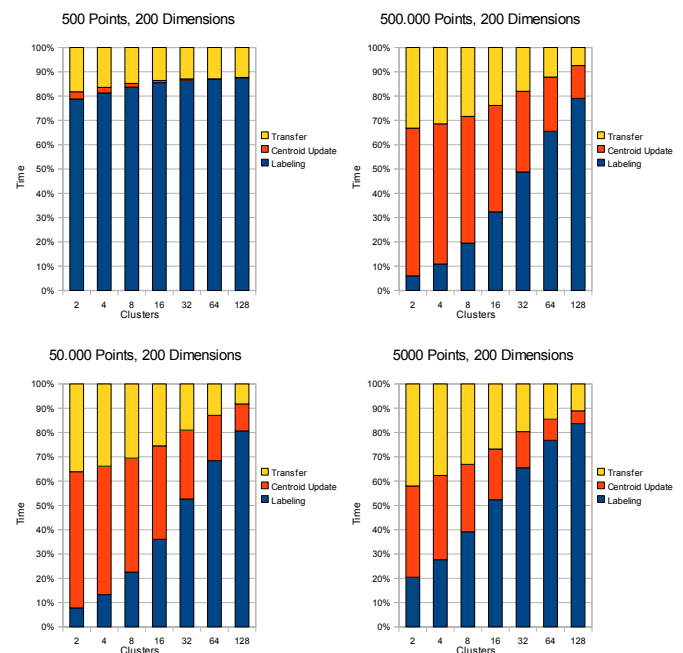 500 Points, 200 Dimensions
100%
90%
80%
70%
60%
50%
40%
30%
20%
10%
0%
Time
2 4 8 16 32 64 128
Clusters
Transfer
Centroid Update
Labeling
500.000 Points, 200 Dimensions
100%
90%
80%
70%
60%
50%
40%
30%
20%
10%
0%
Time
2 4 8 16 32 64 128
Clusters
Transfer
Centroid Update
Labeling
50.000 Points, 200 Dimensions
100%
90%
80%
70%
60%
50%
40%
30%
20%
10%
0%
Time
2 4 8 16 32 64 128
Clusters
Transfer
Centroid Update
Labeling
5000 Points, 200 Dimensions
100%
90%
80%
70%
60%
50%
40%
30%
20%
10%
0%
Time
2 4 8 16 32 64 128
Clusters
Transfer
Centroid Update
Labeling